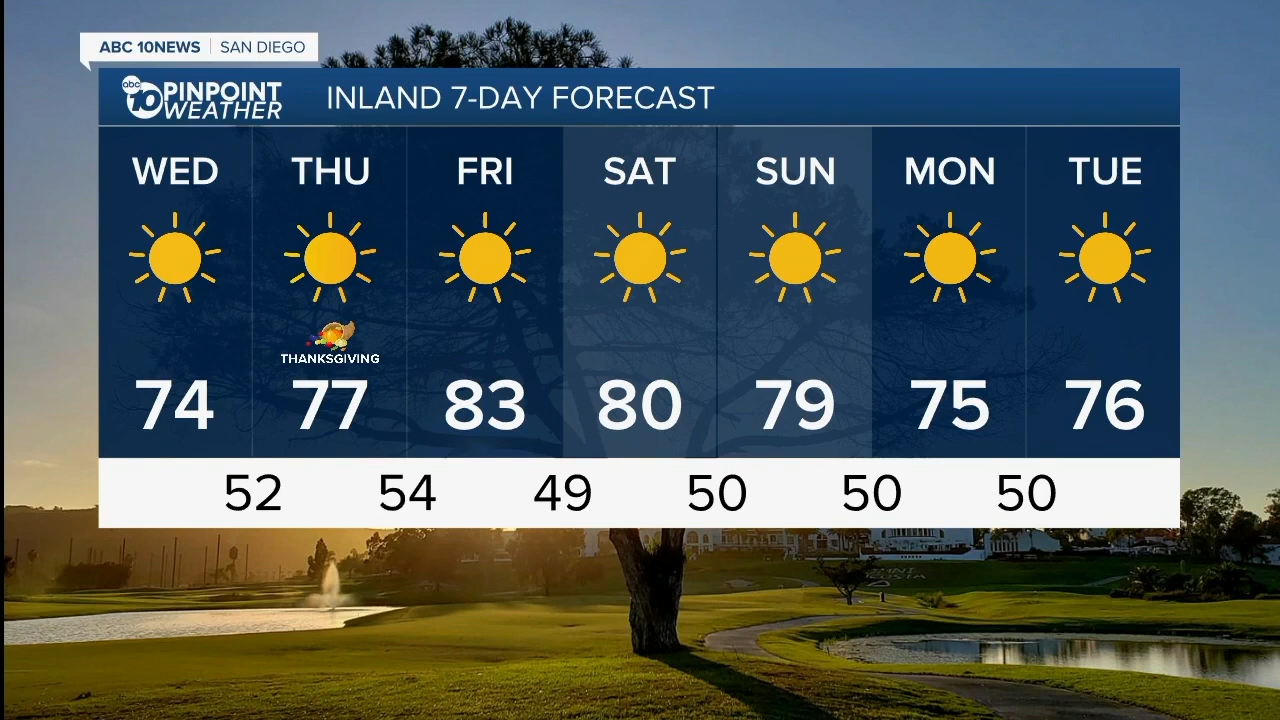 ABC 10NEWS | SAN DIEGO
abc 10 PINPOINT WEATHER
INLAND 7-DAY FORECAST
WED THU FRI SAT SUN MON TUE
THANKSGIVING
74 77 83 80 79 75 76
52 54 49 50 50 50